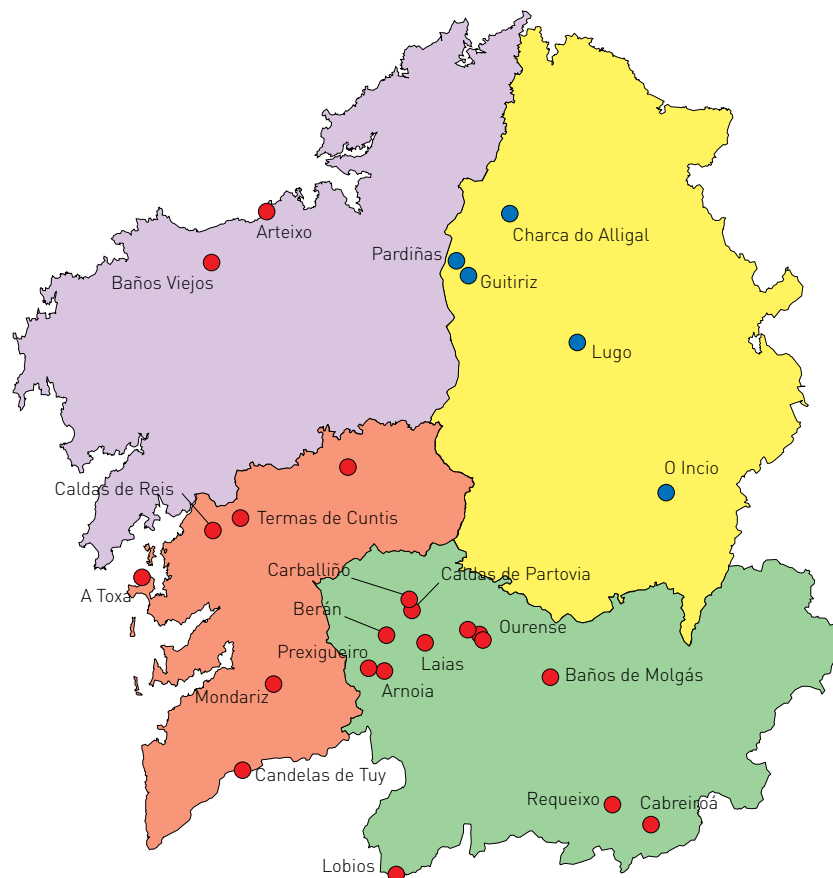 Arteixo
Charca do Alligal
Pardiñas
Baños Viejos
Guitiriz
Lugo
O Incio
Caldas de Reis
Termas de Cuntis
Carballiño
Caldas de Partovia
A Toxa
Berán
Ourense
Prexigueiro
Laias
Baños de Molgás
Mondariz
Arnoia
Candelas de Tuy
Requeixo
Cabreiroá
Lobios